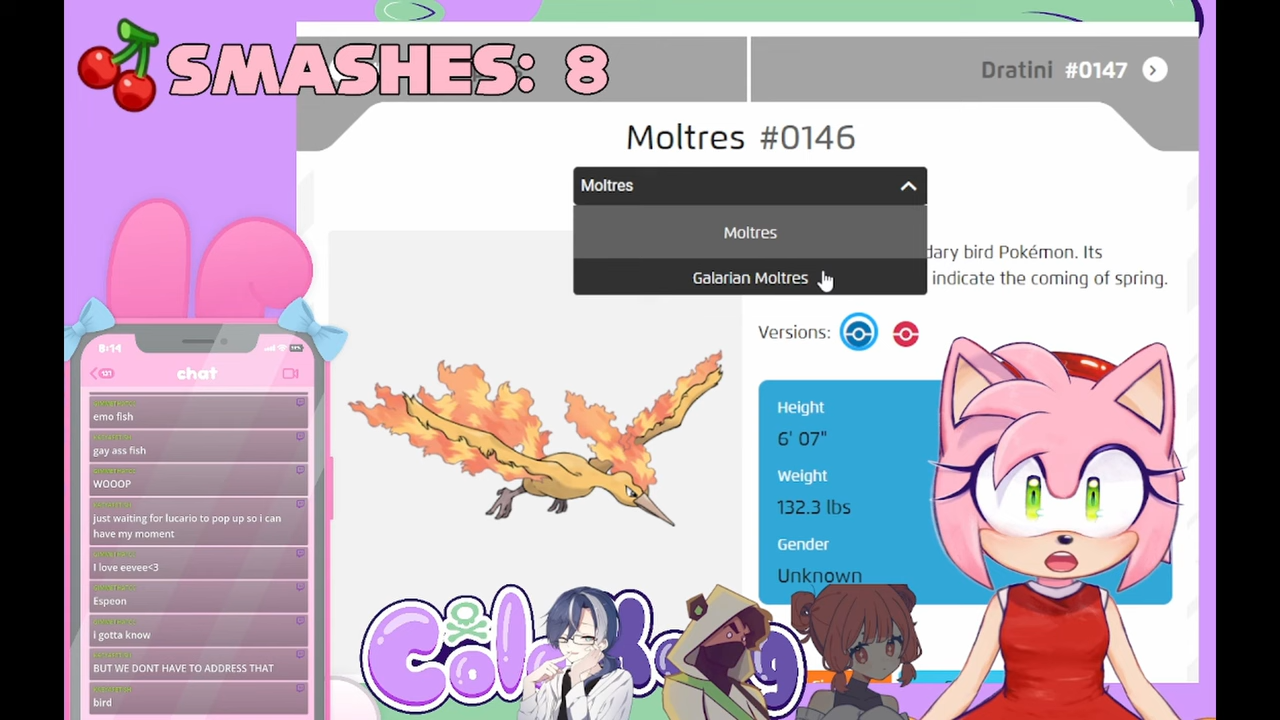 SMASHES: 8
Dratini #0147
Moltres #0146
Moltres
Moltres
Galarian Moltres
dary bird Pokémon. Its
indicate the coming of spring.
Versions:
Height
6' 07"
Weight
132.3 lbs
Gender
Unknown
8:14
131
chat
emo fish
gay ass fish
WOOOP
just waiting for lucario to pop up so i can
have my moment
I love eevee<3
Espeon
i gotta know
BUT WE DONT HAVE TO ADDRESS THAT
bird